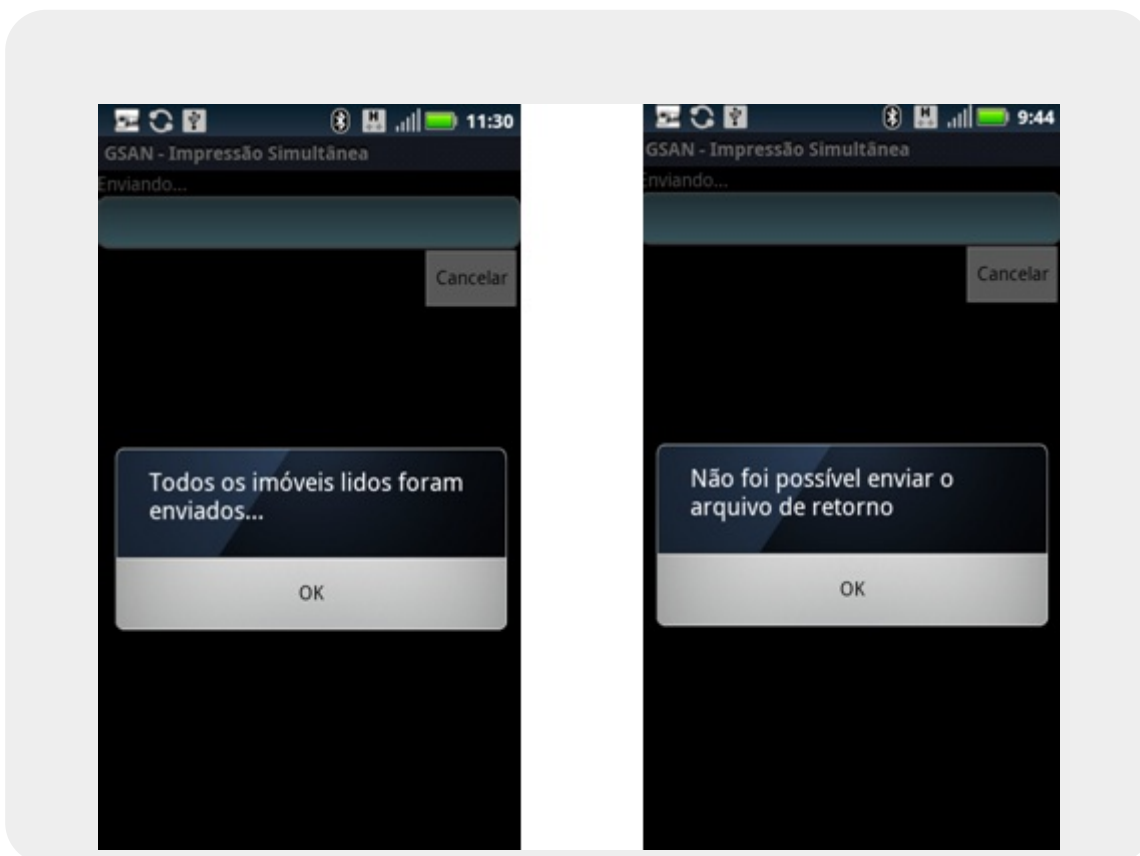 11:30
GSAN - Impressão Simultânea
Enviando...
Cancelar
Todos os imóveis lidos foram
enviados...
OK
9:44
GSAN - Impressão Simultânea
Enviando...
Cancelar
Não foi possível enviar o
arquivo de retorno
OK